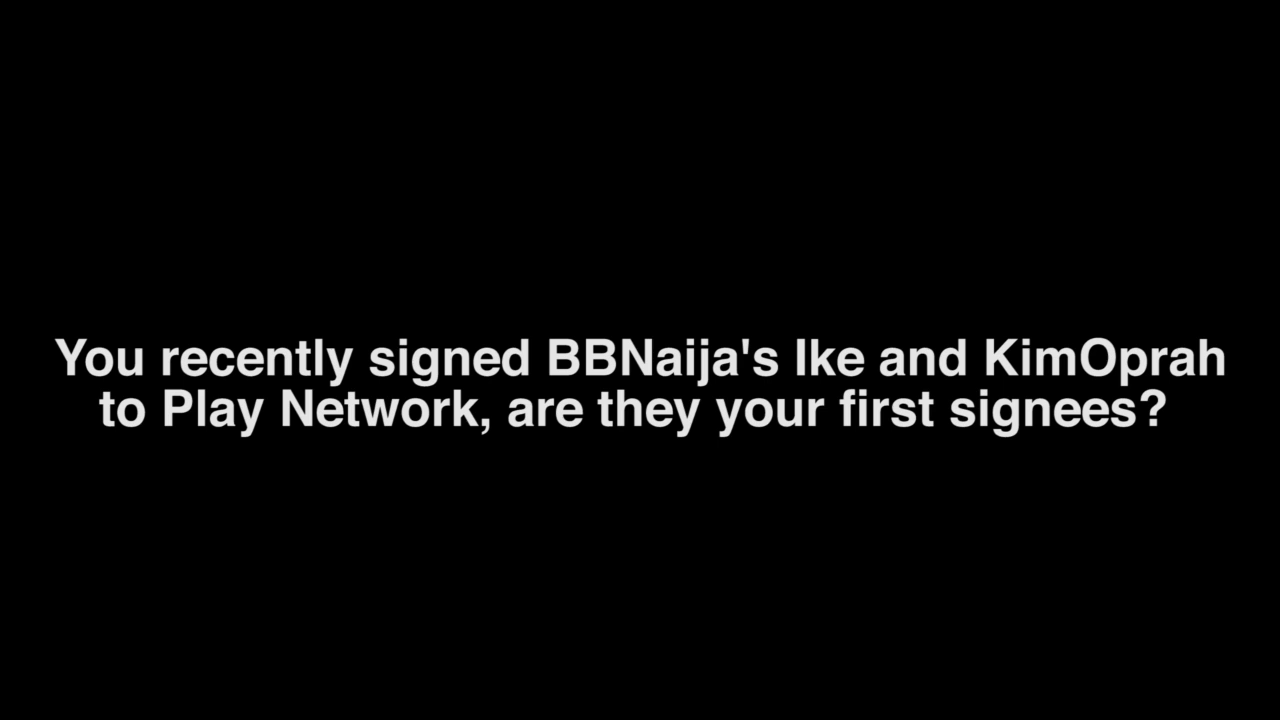 You recently signed BBNaija's Ike and KimOprah
to Play Network, are they your first signees?